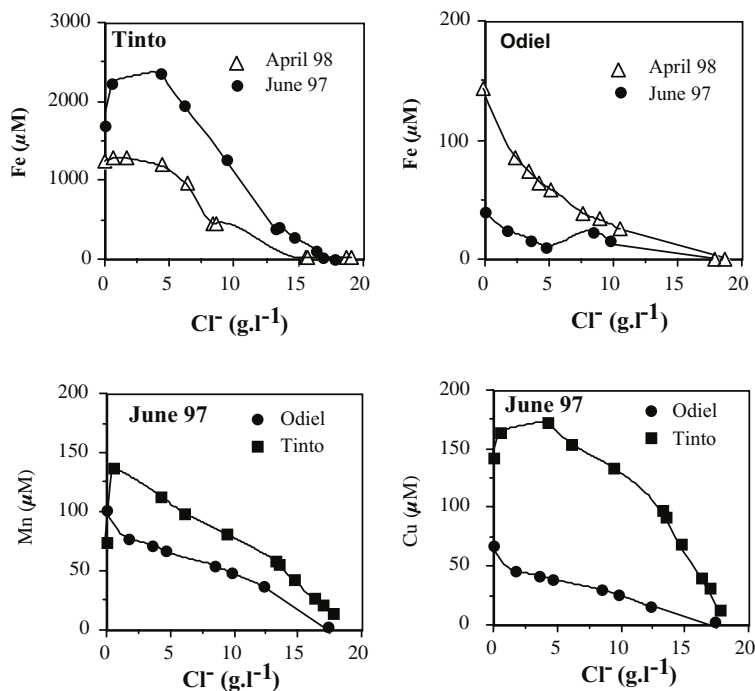 Tinto
April 98
June 97
3000
2000
1000
0
Fe (µM)
0 5 10 15 20
Cl⁻ (g.l⁻¹)
Odiel
April 98
June 97
200
100
0
Fe (µM)
0 5 10 15 20
Cl⁻ (g.l⁻¹)
June 97
Odiel
Tinto
200
150
100
50
0
Mn (µM)
0 5 10 15 20
Cl⁻ (g.l⁻¹)
June 97
Odiel
Tinto
200
150
100
50
0
Cu (µM)
0 5 10 15 20
Cl⁻ (g.l⁻¹)